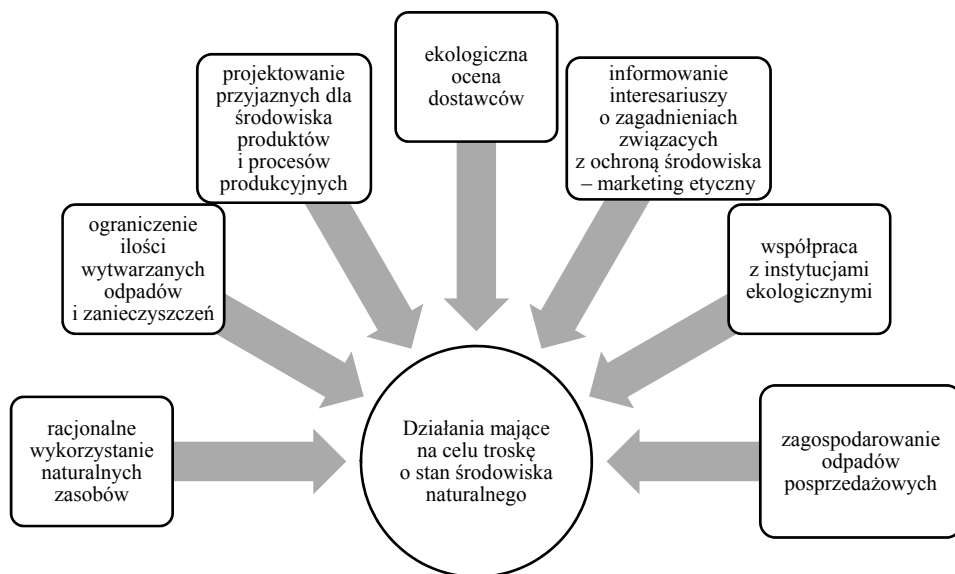 ekologiczna
ocena
dostawców
projektowanie
przyjaznych dla
środowiska
produktów
i procesów
produkcyjnych
informowanie
interesariuszy
o zagadnieniach
związacych
z ochroną środowiska
– marketing etyczny
ograniczenie
ilości
wytwarzanych
odpadów
i zanieczyszczeń
współpraca
z instytucjami
ekologicznymi
racjonalne
wykorzystanie
naturalnych
zasobów
Działania mające
na celu troskę
o stan środowiska
naturalnego
zagospodarowanie
odpadów
posprzedażowych